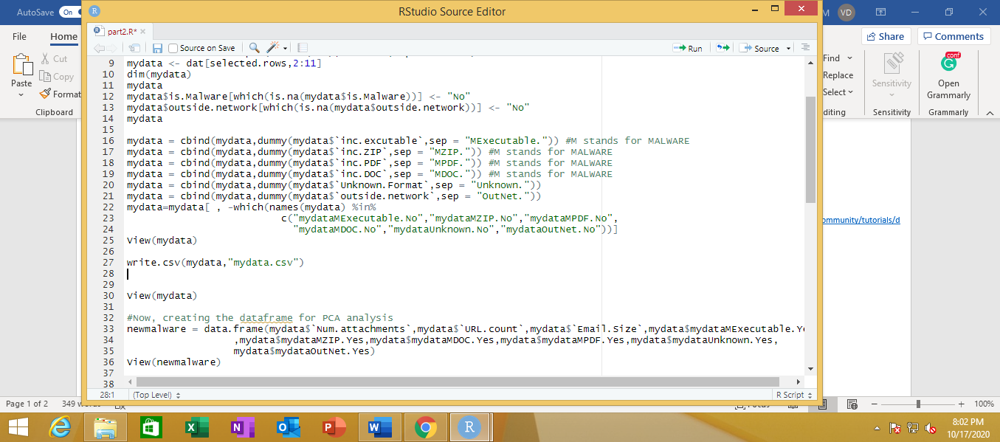 AutoSave On
RStudio Source Editor
M VD
File Home
Share Comments
part2.R*
Source on Save
Run Source
Cut
Copy
Format
Paste
Clipboard
Find
Replace
Select
diting
Sensitivity
Sensitivity
conf
Open
Grammarly
Grammarly
9 mydata <- dat[selected.rows,2:11]
10 dim(mydata)
11 mydata
12 mydata$is.Malware[which(is.na(mydata$is.Malware))] <- "No"
13 mydata$outside.network[which(is.na(mydata$outside.network))] <- "No"
14 mydata
15
16 mydata = cbind(mydata,dummy(mydata$`inc.excutable`,sep = "MExecutable.")) #M stands for MALWARE
17 mydata = cbind(mydata,dummy(mydata$`inc.ZIP`,sep = "MZIP.")) #M stands for MALWARE
18 mydata = cbind(mydata,dummy(mydata$`inc.PDF`,sep = "MPDF.")) #M stands for MALWARE
19 mydata = cbind(mydata,dummy(mydata$`inc.DOC`,sep = "MDOC.")) #M stands for MALWARE
20 mydata = cbind(mydata,dummy(mydata$`Unknown.Format`,sep = "Unknown."))
21 mydata = cbind(mydata,dummy(mydata$`outside.network`,sep = "OutNet."))
22 mydata=mydata[ , -which(names(mydata) %in%
23 c("mydataMExecutable.No","mydataMZIP.No","mydataMPDF.No",
24 "mydataMDOC.No","mydataUnknown.No","mydataOutNet.No"))]
25 View(mydata)
26
27 write.csv(mydata,"mydata.csv")
28
29
30 View(mydata)
31
32 #Now, creating the dataframe for PCA analysis
33 newmalware = data.frame(mydata$`Num.attachments`,mydata$`URL.count`,mydata$`Email.Size`,mydata$mydataMExecutable.Ye
34 ,mydata$mydataMZIP.Yes,mydata$mydataMDOC.Yes,mydata$mydataMPDF.Yes,mydata$mydataUnknown.Yes,
35 mydata$mydataOutNet.Yes)
36 View(newmalware)
37
38
ommunity/tutorials/d
28:1 (Top Level) R Script
Page 1 of 2 349 100%
8:02 PM
10/17/2020